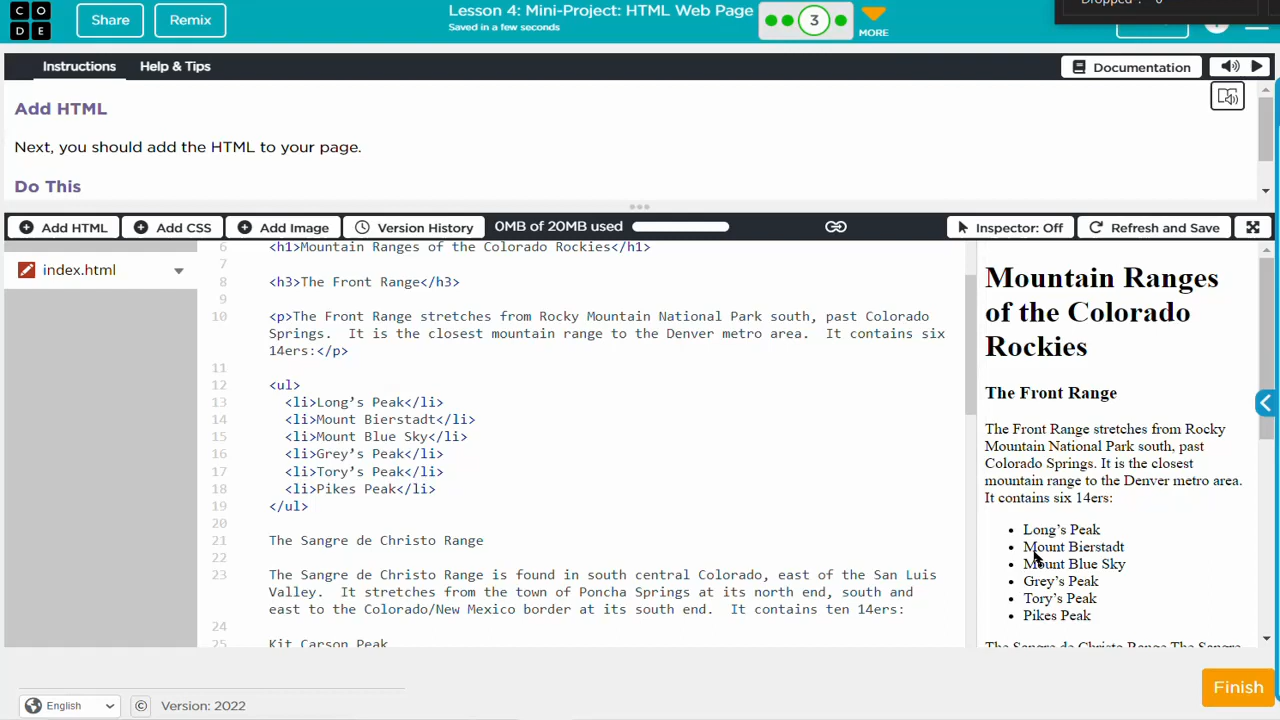 CO
DE
Share
Remix
Lesson 4: Mini-Project: HTML Web Page
Saved in a few seconds
3
MORE
Instructions
Help & Tips
Documentation
Add HTML
Next, you should add the HTML to your page.
Do This
Add HTML
Add CSS
Add Image
Version History
0MB of 20MB used
Inspector: Off
Refresh and Save
index.html
6 <h1>Mountain Ranges of the Colorado Rockies</h1>
7
8 <h3>The Front Range</h3>
9
10 <p>The Front Range stretches from Rocky Mountain National Park south, past Colorado
Springs.  It is the closest mountain range to the Denver metro area.  It contains six
14ers:</p>
11
12 <ul>
13 <li>Long’s Peak</li>
14 <li>Mount Bierstadt</li>
15 <li>Mount Blue Sky</li>
16 <li>Grey’s Peak</li>
17 <li>Tory’s Peak</li>
18 <li>Pikes Peak</li>
19 </ul>
20
21 The Sangre de Christo Range
22
23 The Sangre de Christo Range is found in south central Colorado, east of the San Luis
Valley.  It stretches from the town of Poncha Springs at its north end, south and
east to the Colorado/New Mexico border at its south end.  It contains ten 14ers:
24
25 Kit Carson Peak
Mountain Ranges
of the Colorado
Rockies
The Front Range
The Front Range stretches from Rocky
Mountain National Park south, past
Colorado Springs. It is the closest
mountain range to the Denver metro area.
It contains six 14ers:
• Long’s Peak
• Mount Bierstadt
• Mount Blue Sky
• Grey’s Peak
• Tory’s Peak
• Pikes Peak
The Sangre de Christo Range The Sangre
Finish
English
© Version: 2022